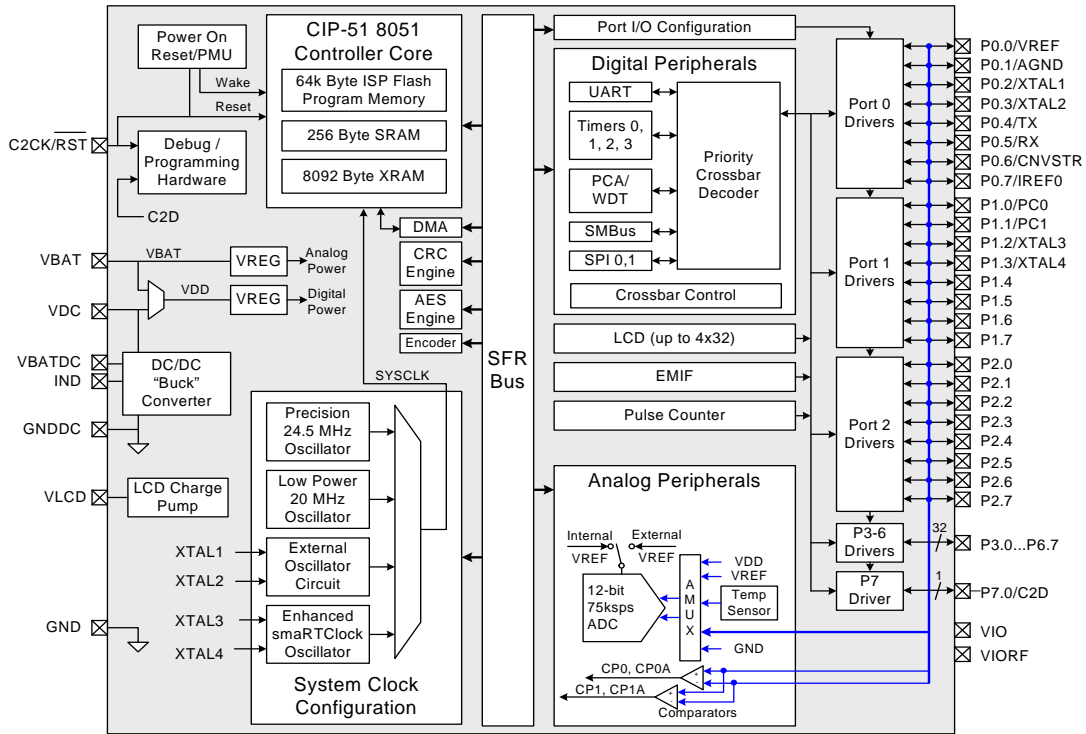 Power On
Reset/PMU
Wake
Reset
C2CK/RST
Debug /
Programming
Hardware
C2D
CIP-51 8051
Controller Core
64k Byte ISP Flash
Program Memory
256 Byte SRAM
8092 Byte XRAM
DMA
CRC
Engine
AES
Engine
Encoder
VBAT
VBAT
VREG
Analog
Power
VDC
VDD
VREG
Digital
Power
VBATDC
IND
DC/DC
“Buck”
Converter
GNDDC
VLCD
LCD Charge
Pump
SYSCLK
Precision
24.5 MHz
Oscillator
Low Power
20 MHz
Oscillator
XTAL1
XTAL2
External
Oscillator
Circuit
XTAL3
XTAL4
Enhanced
smaRTClock
Oscillator
GND
System Clock
Configuration
SFR
Bus
Port I/O Configuration
Digital Peripherals
UART
Timers 0,
1, 2, 3
PCA/
WDT
SMBus
SPI 0,1
Priority
Crossbar
Decoder
Crossbar Control
LCD (up to 4x32)
EMIF
Pulse Counter
Analog Peripherals
Internal
VREF
External
VREF
12-bit
75ksps
ADC
A
M
U
X
VDD
VREF
Temp
Sensor
GND
CP0, CP0A
+
-
CP1, CP1A
+
-
Comparators
Port 0
Drivers
Port 1
Drivers
Port 2
Drivers
P3-6
Drivers
P7
Driver
32
1
P0.0/VREF
P0.1/AGND
P0.2/XTAL1
P0.3/XTAL2
P0.4/TX
P0.5/RX
P0.6/CNVSTR
P0.7/IREF0
P1.0/PC0
P1.1/PC1
P1.2/XTAL3
P1.3/XTAL4
P1.4
P1.5
P1.6
P1.7
P2.0
P2.1
P2.2
P2.3
P2.4
P2.5
P2.6
P2.7
P3.0...P6.7
P7.0/C2D
VIO
VIORF